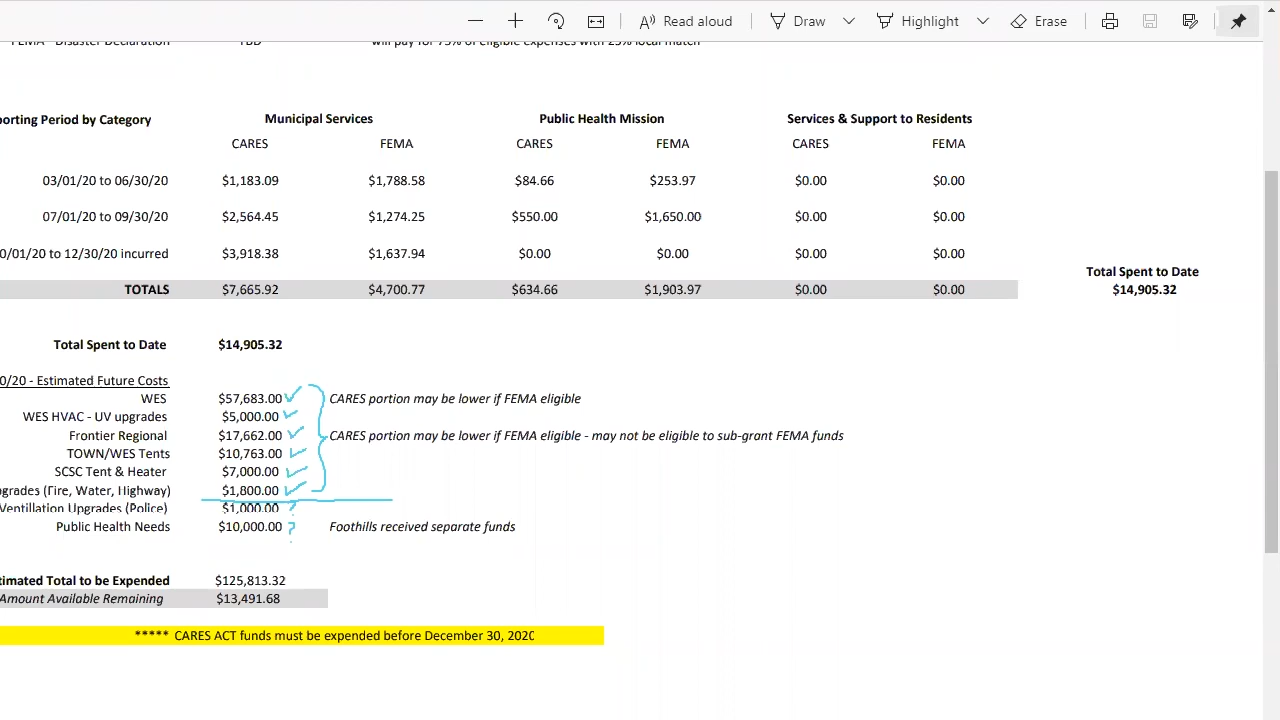 Read aloud Draw Highlight Erase
FEMA - Disaster Declaration TBD will pay for 75% of eligible expenses with 25% local match
porting Period by Category Municipal Services Public Health Mission Services & Support to Residents
CARES FEMA CARES FEMA CARES FEMA
03/01/20 to 06/30/20 $1,183.09 $1,788.58 $84.66 $253.97 $0.00 $0.00
07/01/20 to 09/30/20 $2,564.45 $1,274.25 $550.00 $1,650.00 $0.00 $0.00
0/01/20 to 12/30/20 incurred $3,918.38 $1,637.94 $0.00 $0.00 $0.00 $0.00
Total Spent to Date
TOTALS $7,665.92 $4,700.77 $634.66 $1,903.97 $0.00 $0.00 $14,905.32
Total Spent to Date $14,905.32
0/20 - Estimated Future Costs
WES $57,683.00 CARES portion may be lower if FEMA eligible
WES HVAC - UV upgrades $5,000.00
Frontier Regional $17,662.00 CARES portion may be lower if FEMA eligible - may not be eligible to sub-grant FEMA funds
TOWN/WES Tents $10,763.00
SCSC Tent & Heater $7,000.00
grades (Fire, Water, Highway) $1,800.00
Ventillation Upgrades (Police) $1,000.00 ?
Public Health Needs $10,000.00 ? Foothills received separate funds
timated Total to be Expended $125,813.32
Amount Available Remaining $13,491.68
***** CARES ACT funds must be expended before December 30, 2020